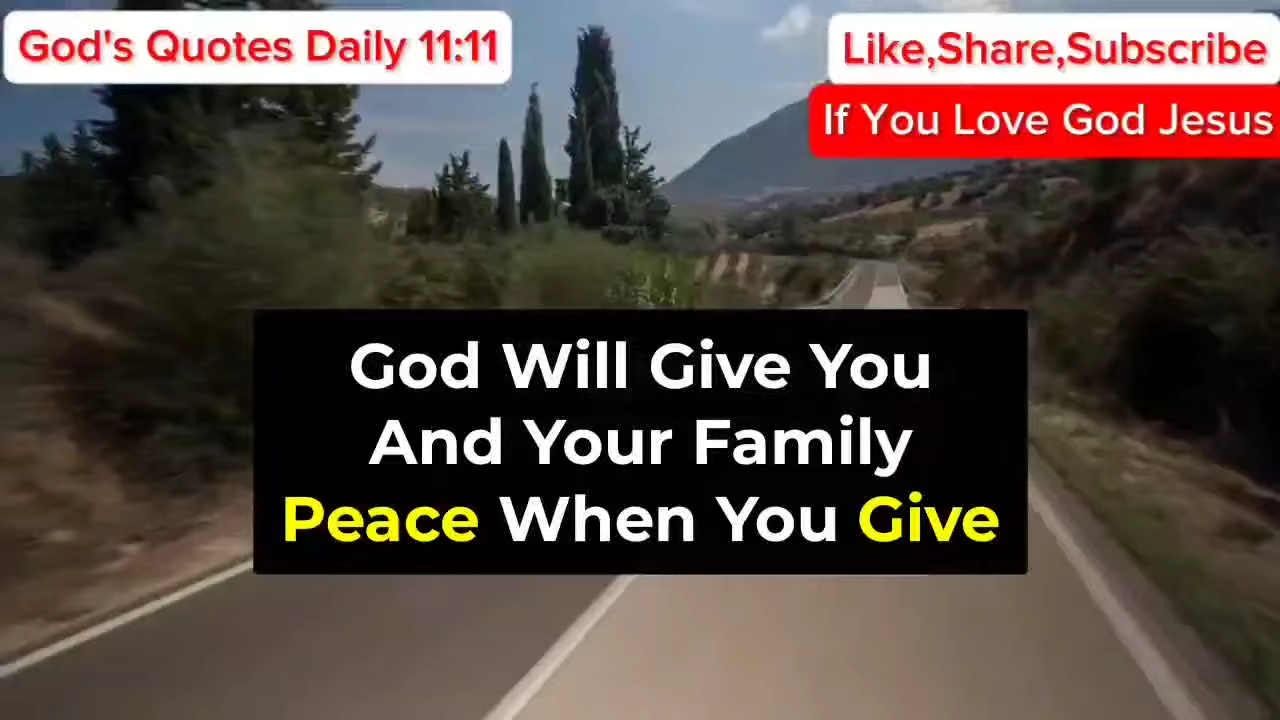 God's Quotes Daily 11:11
Like,Share,Subscribe
If You Love God Jesus
God Will Give You
And Your Family
Peace When You Give